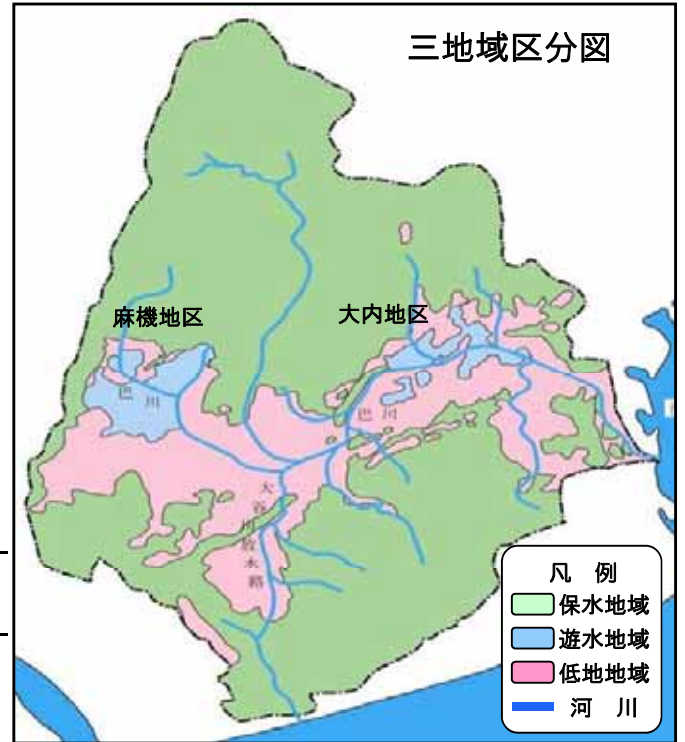 三地域区分図
麻機地区
大内地区
巴川
巴川
大谷川放水路
凡例
保水地域
遊水地域
低地地域
河川